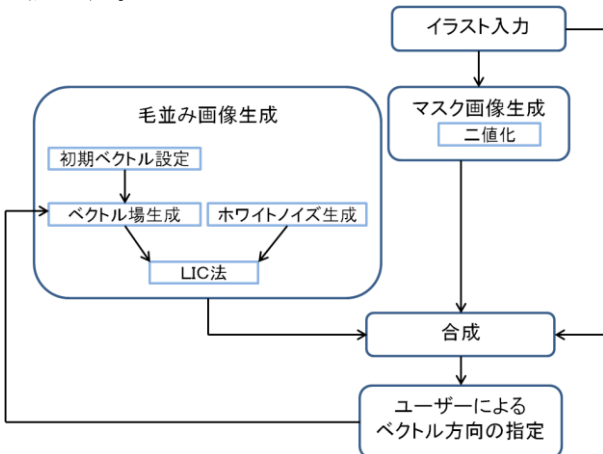 イラスト入力
毛並み画像生成
マスク画像生成
二値化
初期ベクトル設定
ベクトル場生成
ホワイトノイズ生成
LIC法
合成
ユーザーによる
ベクトル方向の指定